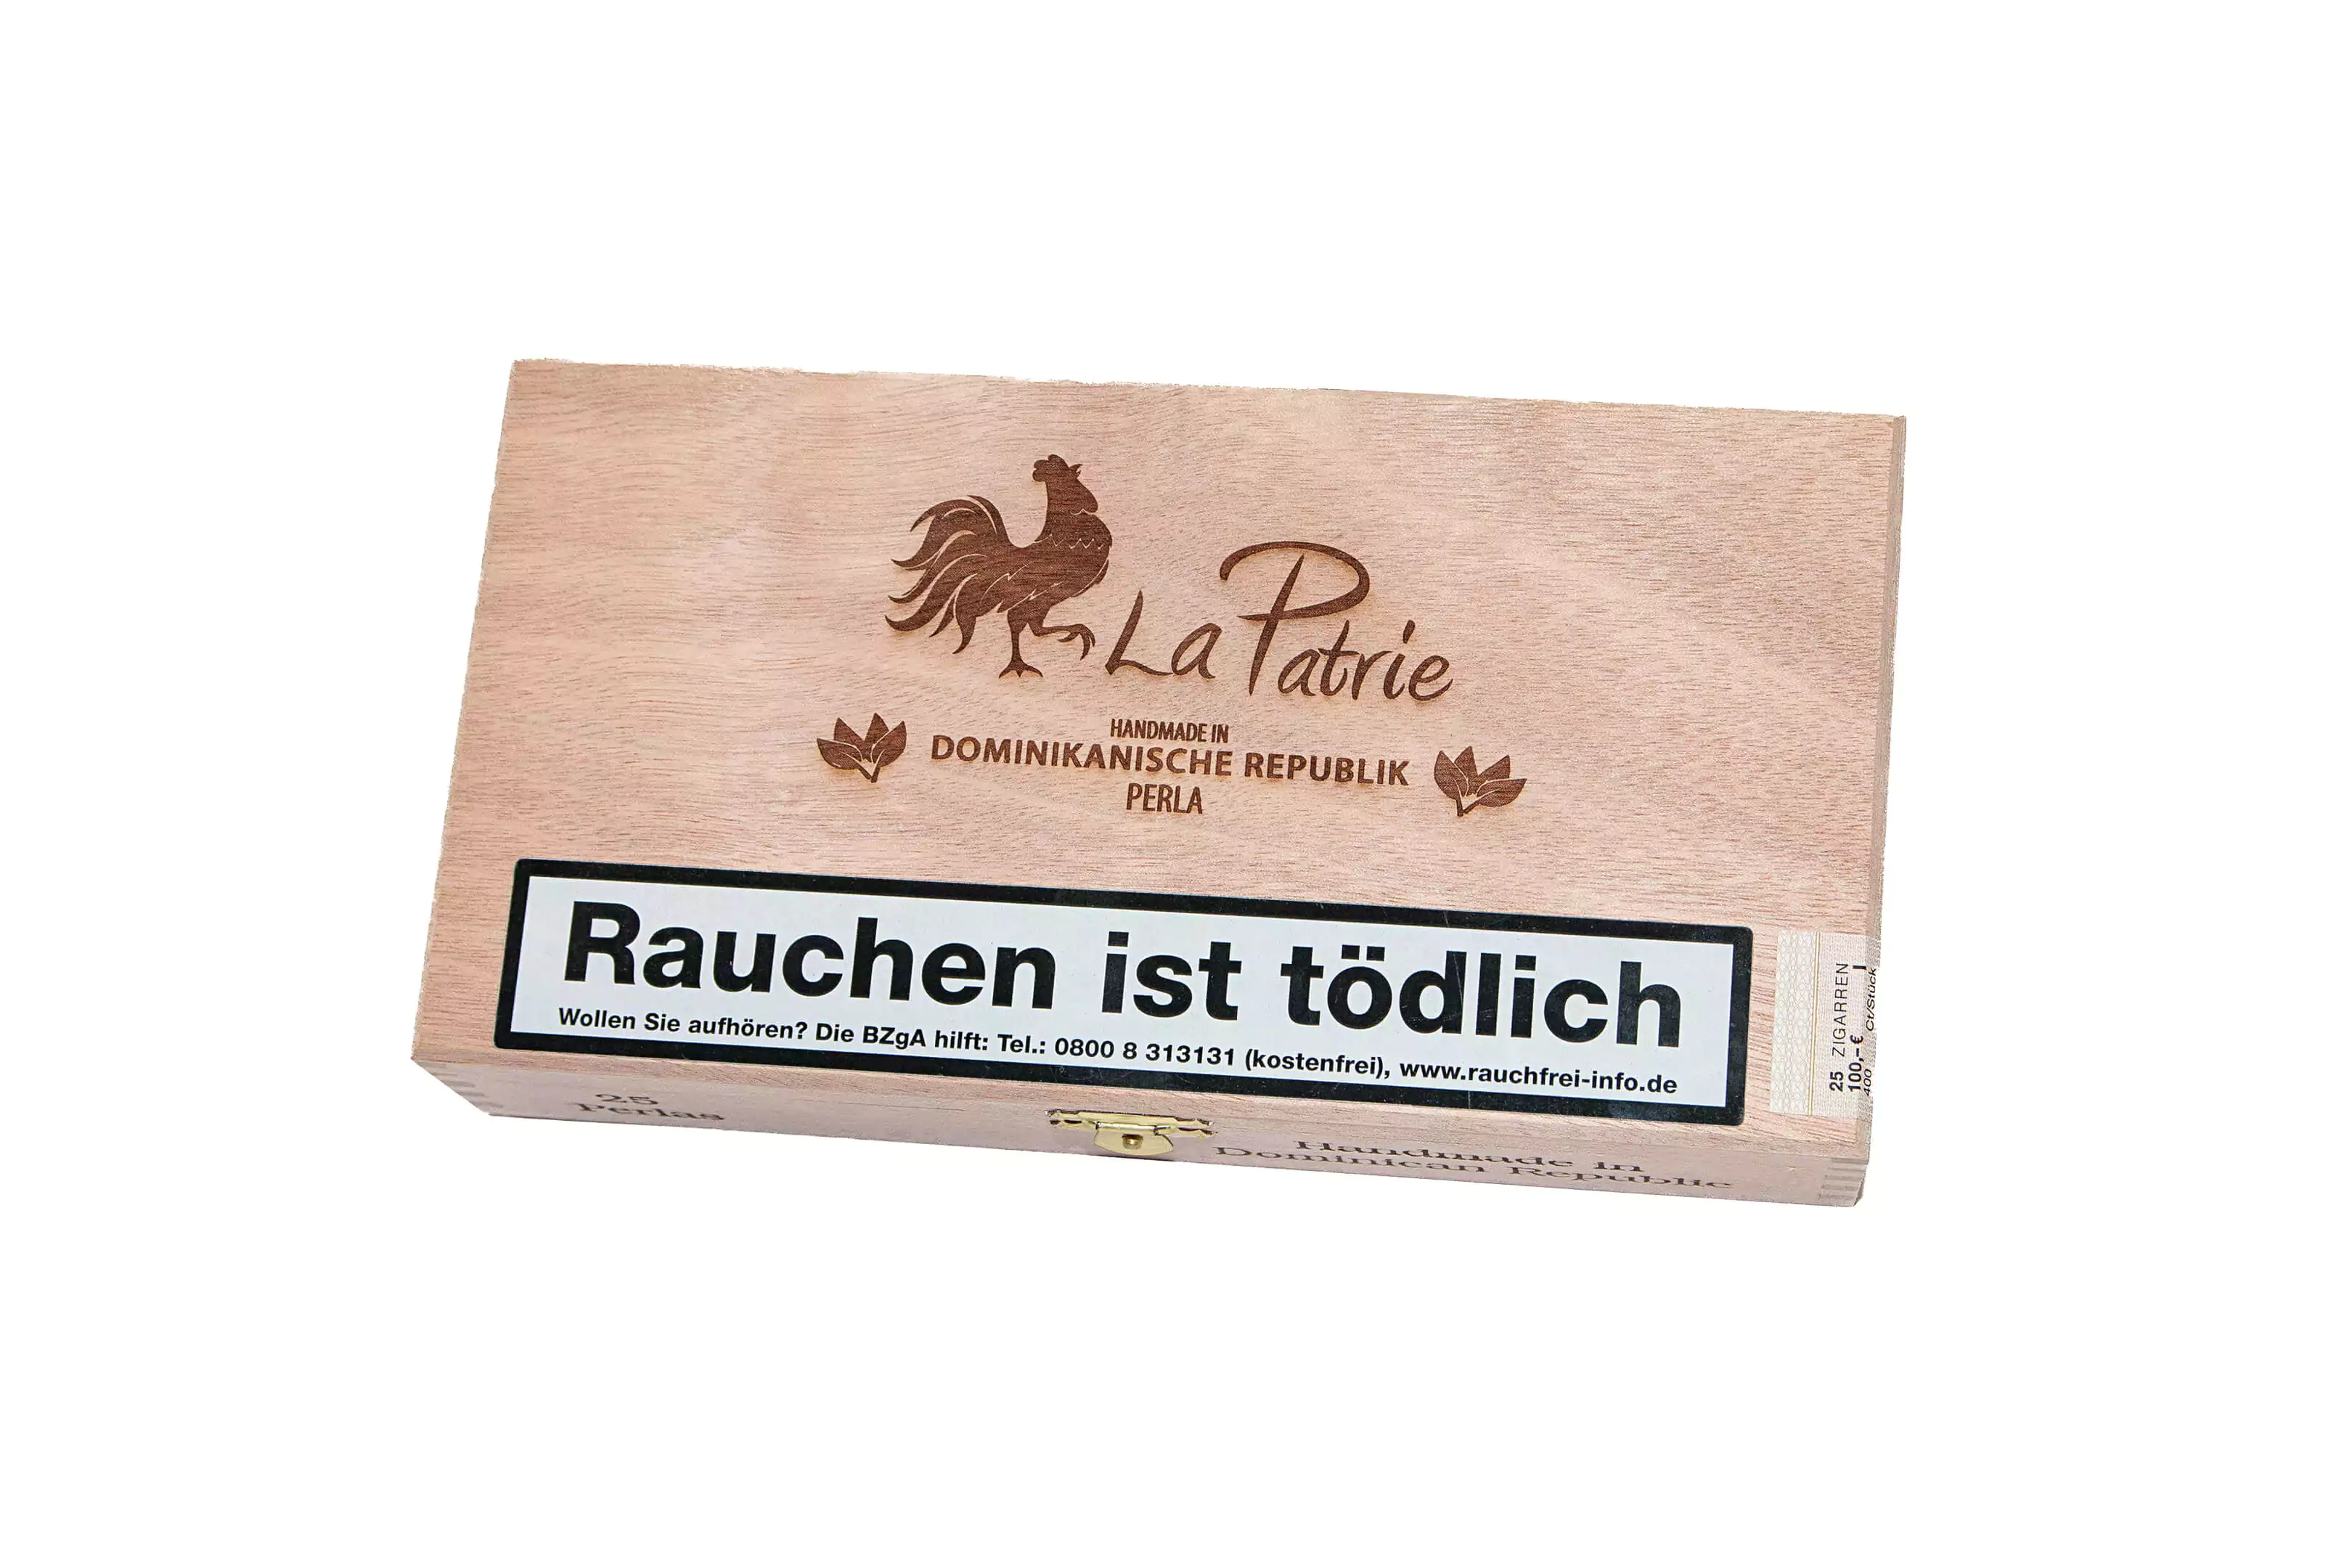 La Patrie
HANDMADE IN
DOMINIKANISCHE REPUBLIK
PERLA
Rauchen ist tödlich
Wollen Sie aufhören? Die BZgA hilft: Tel.: 0800 8 313131 (kostenfrei), www.rauchfrei-info.de
25 ZIGARREN
100,- €
400 Ct/Stück
25
Perlas
Handmade in
Dominican Republic